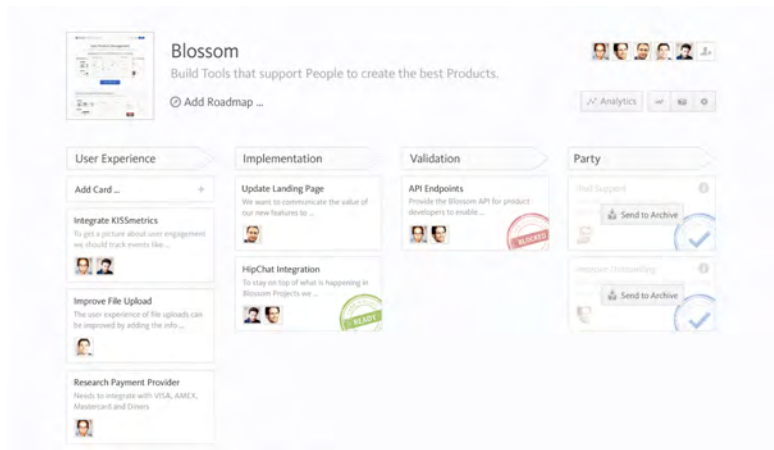 Blossom
Build Tools that support People to create the best Products.
Add Roadmap ...
Analytics
User Experience
Implementation
Validation
Party
Add Card ...
Integrate KISSmetrics
To get a picture about user engagement
we should track events like ...
Improve File Upload
The user experience of file uploads can
be improved by adding the info ...
Research Payment Provider
Needs to integrate with VISA, AMEX,
Mastercard and Diners
Update Landing Page
We want to communicate the value of
our new features to ...
HipChat Integration
To stay on top of what is happening in
Blossom Projects we ...
READY
API Endpoints
Provide the Blossom API for product
developers to enable ...
BLOCKED
Support
Send to Archive
Onboarding
Send to Archive